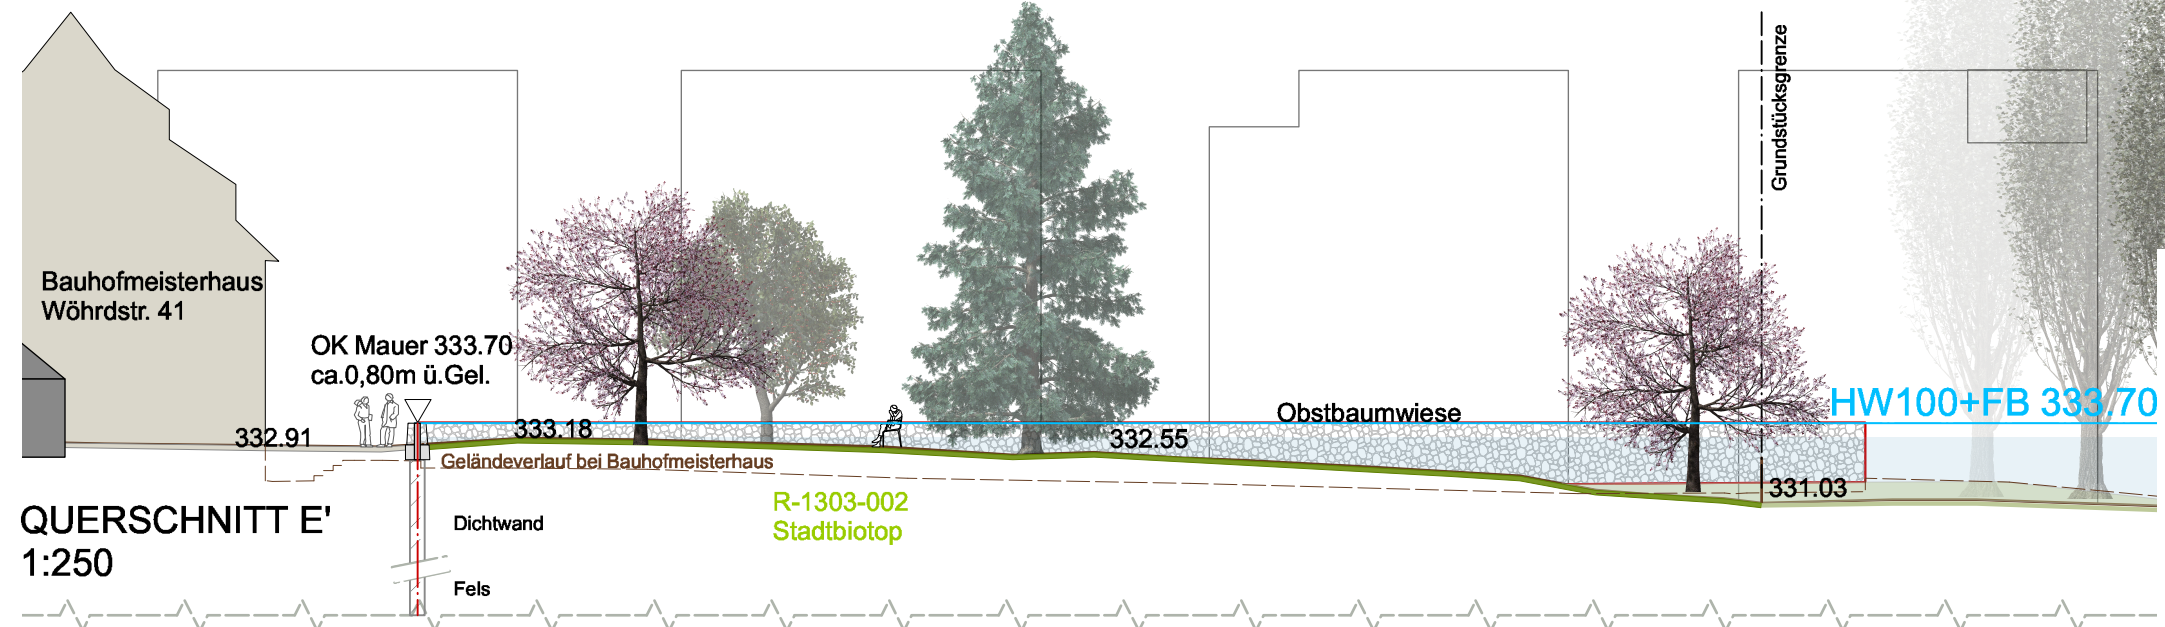 Grundstücksgrenze
Bauhofmeisterhaus
Wöhrdstr. 41
OK Mauer 333.70
ca.0,80m ü.Gel.
HW100+FB 333.70
Obstbaumwiese
332.91
333.18
332.55
Geländeverlauf bei Bauhofmeisterhaus
331.03
R-1303-002
Stadtbiotop
QUERSCHNITT E'
1:250
Dichtwand
Fels